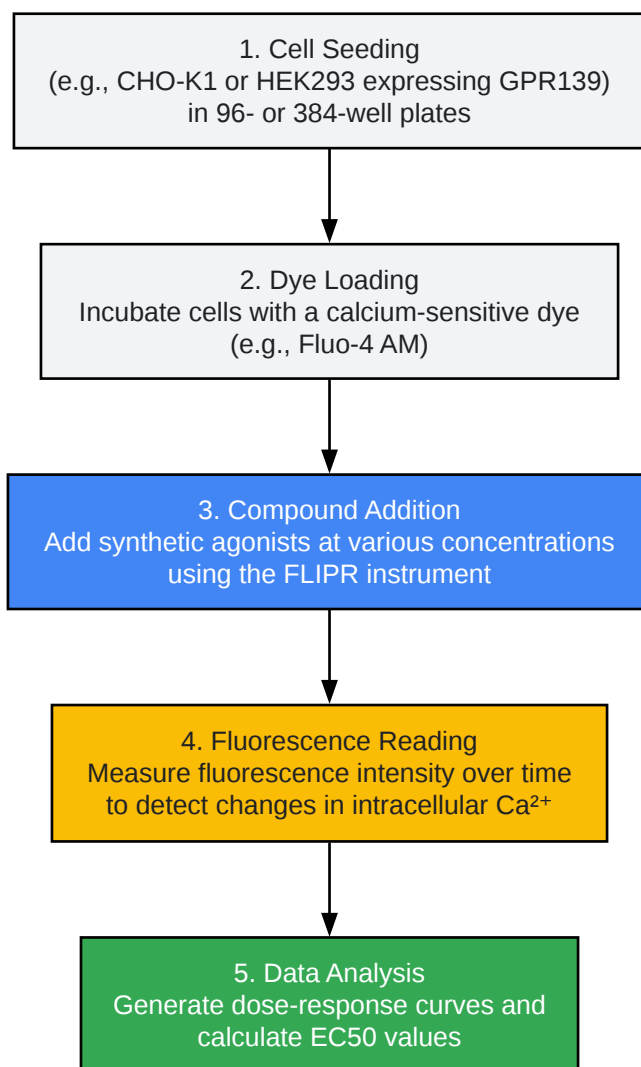 1. Cell Seeding
(e.g., CHO-K1 or HEK293 expressing GPR139)
in 96- or 384-well plates
2. Dye Loading
Incubate cells with a calcium-sensitive dye
(e.g., Fluo-4 AM)
3. Compound Addition
Add synthetic agonists at various concentrations
using the FLIPR instrument
4. Fluorescence Reading
Measure fluorescence intensity over time
to detect changes in intracellular Ca²⁺
5. Data Analysis
Generate dose-response curves and
calculate EC50 values